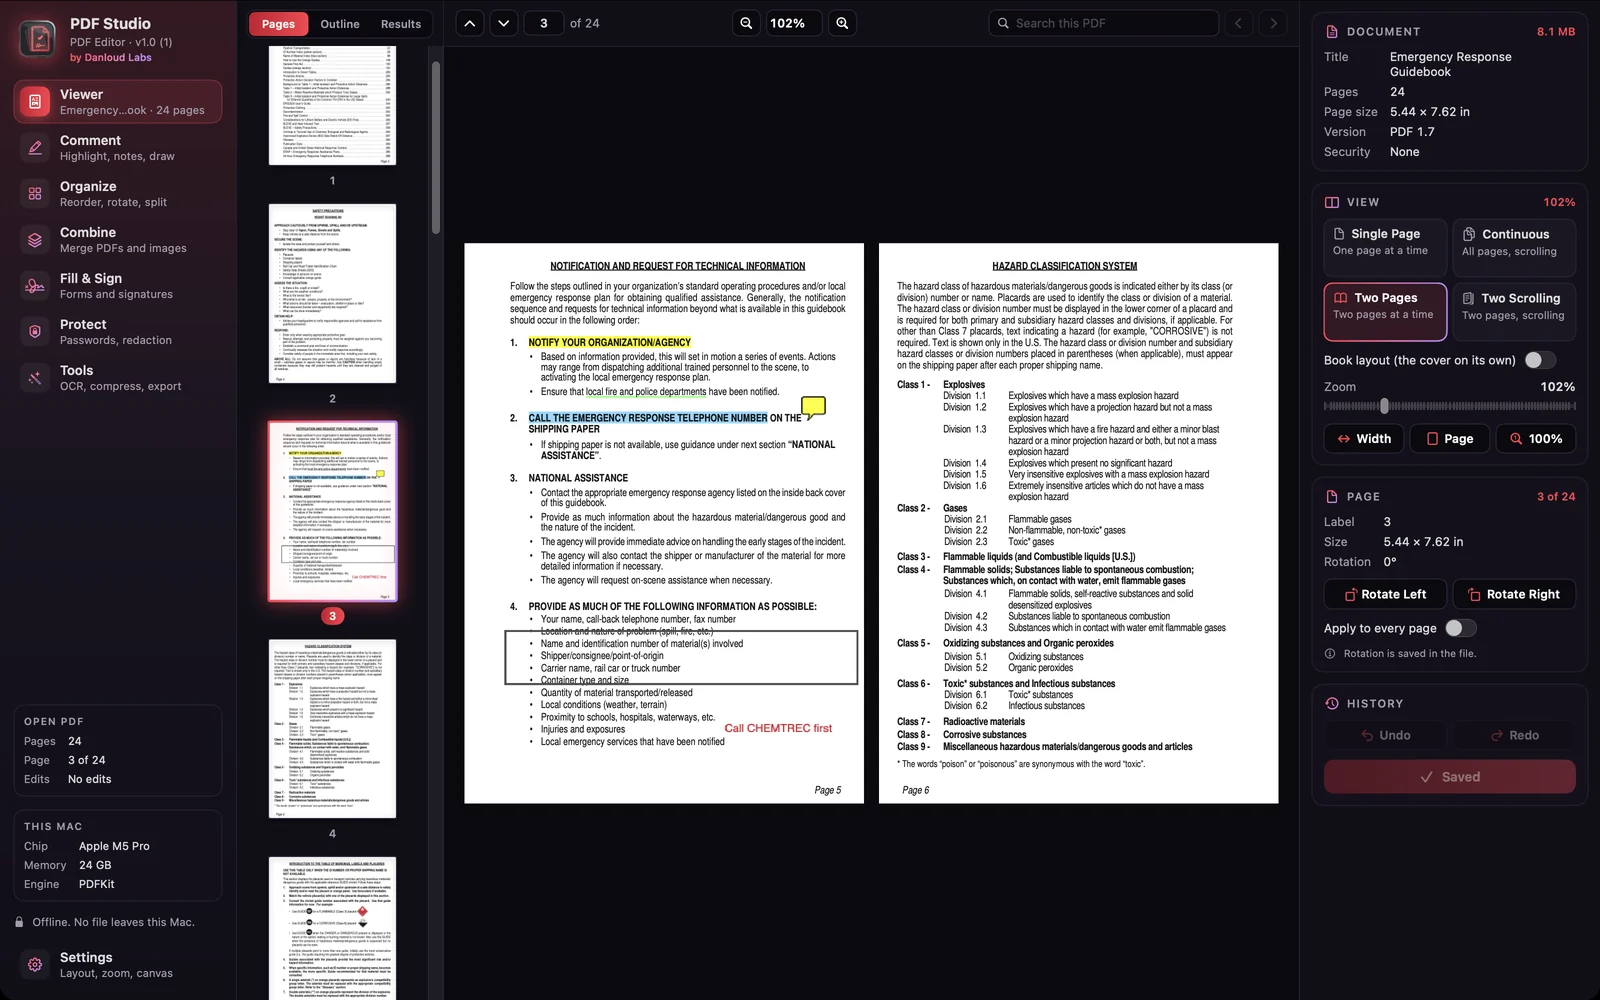 PDF Studio
PDF Editor · v1.0 (1)
by Danloud Labs
Viewer
Emergency...ook · 24 pages
Comment
Highlight, notes, draw
Organize
Reorder, rotate, split
Combine
Merge PDFs and images
Fill & Sign
Forms and signatures
Protect
Passwords, redaction
Tools
OCR, compress, export
OPEN PDF
Pages 24
Page 3 of 24
Edits No edits
THIS MAC
Chip Apple M5 Pro
Memory 24 GB
Engine PDFKit
Offline. No file leaves this Mac.
Settings
Layout, zoom, canvas
Pages Outline Results
1
2
3
4
3 of 24
102%
Search this PDF
NOTIFICATION AND REQUEST FOR TECHNICAL INFORMATION
Follow the steps outlined in your organization's standard operating procedures and/or local
emergency response plan for obtaining qualified assistance. Generally, the notification
sequence and requests for technical information beyond what is available in this guidebook
should occur in the following order:
1. NOTIFY YOUR ORGANIZATION/AGENCY
• Based on information provided, this will set in motion a series of events. Actions
may range from dispatching additional trained personnel to the scene, to
activating the local emergency response plan.
• Ensure that local fire and police departments have been notified.
2. CALL THE EMERGENCY RESPONSE TELEPHONE NUMBER ON THE
SHIPPING PAPER
• If shipping paper is not available, use guidance under next section "NATIONAL
ASSISTANCE".
3. NATIONAL ASSISTANCE
• Contact the appropriate emergency response agency listed on the inside back cover
of this guidebook.
• Provide as much information about the hazardous material/dangerous good and
the nature of the incident.
• The agency will provide immediate advice on handling the early stages of the incident.
• The agency will also contact the shipper or manufacturer of the material for more
detailed information if necessary.
• The agency will request on-scene assistance when necessary.
4. PROVIDE AS MUCH OF THE FOLLOWING INFORMATION AS POSSIBLE:
• Your name, call-back telephone number, fax number
• Location and nature of problem (spill, fire, etc.)
• Name and identification number of material(s) involved
• Shipper/consignee/point-of-origin
• Carrier name, rail car or truck number
• Container type and size
• Quantity of material transported/released
• Local conditions (weather, terrain)
• Proximity to schools, hospitals, waterways, etc.
• Injuries and exposures
Call CHEMTREC first
• Local emergency services that have been notified
Page 5
HAZARD CLASSIFICATION SYSTEM
The hazard class of hazardous materials/dangerous goods is indicated either by its class (or
division) number or name. Placards are used to identify the class or division of a material.
The hazard class or division number must be displayed in the lower corner of a placard and
is required for both primary and subsidiary hazard classes and divisions, if applicable. For
other than Class 7 placards, text indicating a hazard (for example, "CORROSIVE") is not
required. Text is shown only in the U.S. The hazard class or division number and subsidiary
hazard classes or division numbers placed in parentheses (when applicable), must appear
on the shipping paper after each proper shipping name.
Class 1 - Explosives
Division 1.1 Explosives which have a mass explosion hazard
Division 1.2 Explosives which have a projection hazard but not a mass
explosion hazard
Division 1.3 Explosives which have a fire hazard and either a minor blast
hazard or a minor projection hazard or both, but not a mass
explosion hazard
Division 1.4 Explosives which present no significant hazard
Division 1.5 Very insensitive explosives with a mass explosion hazard
Division 1.6 Extremely insensitive articles which do not have a mass
explosion hazard
Class 2 - Gases
Division 2.1 Flammable gases
Division 2.2 Non-flammable, non-toxic* gases
Division 2.3 Toxic* gases
Class 3 - Flammable liquids (and Combustible liquids [U.S.])
Class 4 - Flammable solids; Substances liable to spontaneous combustion;
Substances which, on contact with water, emit flammable gases
Division 4.1 Flammable solids, self-reactive substances and solid
desensitized explosives
Division 4.2 Substances liable to spontaneous combustion
Division 4.3 Substances which in contact with water emit flammable gases
Class 5 - Oxidizing substances and Organic peroxides
Division 5.1 Oxidizing substances
Division 5.2 Organic peroxides
Class 6 - Toxic* substances and Infectious substances
Division 6.1 Toxic* substances
Division 6.2 Infectious substances
Class 7 - Radioactive materials
Class 8 - Corrosive substances
Class 9 - Miscellaneous hazardous materials/dangerous goods and articles
* The words "poison" or "poisonous" are synonymous with the word "toxic".
Page 6
DOCUMENT 8.1 MB
Title Emergency Response
Guidebook
Pages 24
Page size 5.44 × 7.62 in
Version PDF 1.7
Security None
VIEW 102%
Single Page
One page at a time
Continuous
All pages, scrolling
Two Pages
Two pages at a time
Two Scrolling
Two pages, scrolling
Book layout (the cover on its own)
Zoom 102%
Width Page 100%
PAGE 3 of 24
Label 3
Size 5.44 × 7.62 in
Rotation 0°
Rotate Left Rotate Right
Apply to every page
Rotation is saved in the file.
HISTORY
Undo Redo
Saved